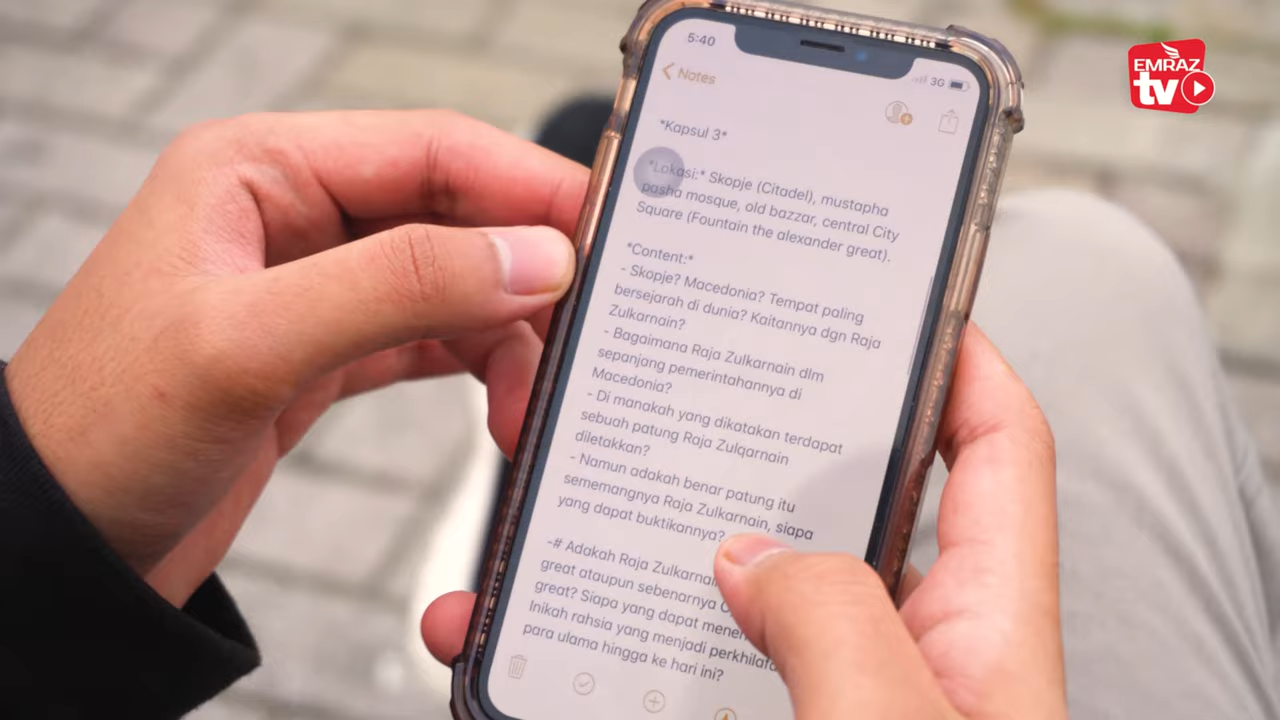 EMRAZ
tv
5:40
3G
Notes
*Kapsul 3*
*Lokasi:* Skopje (Citadel), mustapha
pasha mosque, old bazzar, central City
Square (Fountain the alexander great).
*Content:*
- Skopje? Macedonia? Tempat paling
bersejarah di dunia? Kaitannya dgn Raja
Zulkarnain?
- Bagaimana Raja Zulkarnain dlm
sepanjang pemerintahannya di
Macedonia?
- Di manakah yang dikatakan terdapat
sebuah patung Raja Zulqarnain
diletakkan?
- Namun adakah benar patung itu
sememangnya Raja Zulkarnain, siapa
yang dapat buktikannya?
-# Adakah Raja
great ataupun sebenarnya
great? Siapa yang dapat
Inikah rahsia yang menjadi
para ulama hingga ke hari ini?